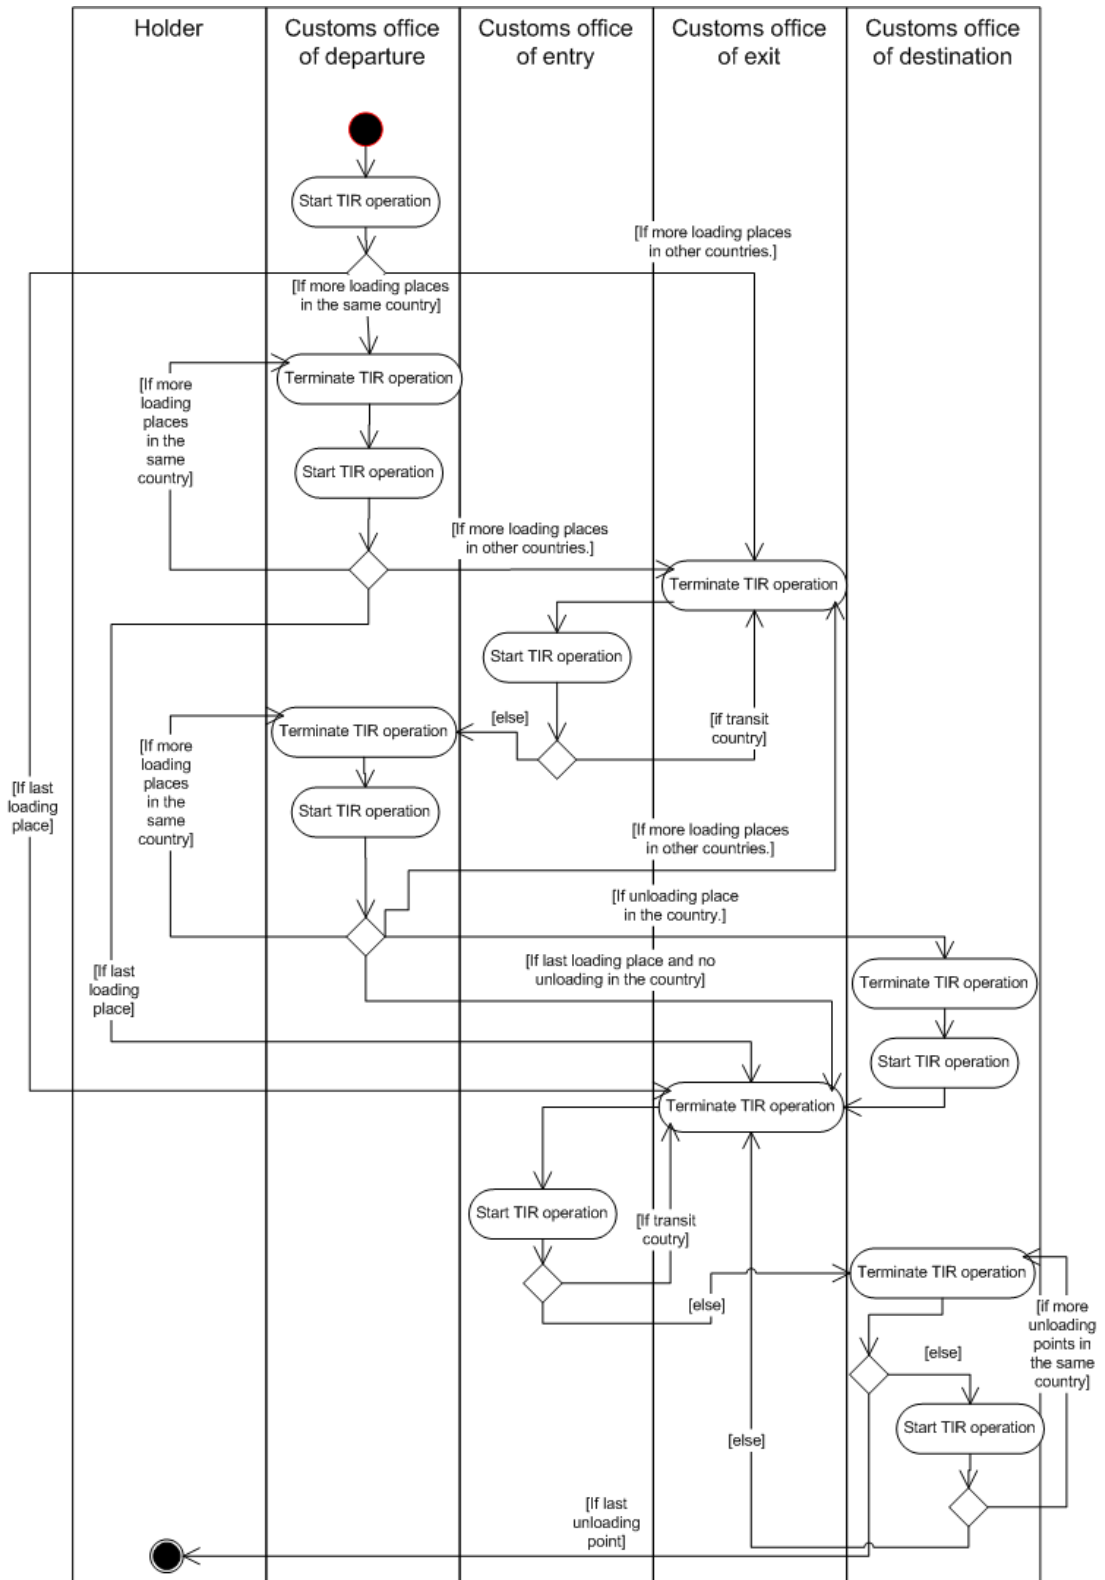 Holder
Customs office
of departure
Customs office
of entry
Customs office
of exit
Customs office
of destination
Start TIR operation
[If more loading places
in other countries.]
[If more loading places
in the same country]
Terminate TIR operation
[If more
loading
places
in the
same
country]
Start TIR operation
[If more loading places
in other countries.]
Terminate TIR operation
Start TIR operation
[else]
[if transit
country]
Terminate TIR operation
[If more
loading
places
in the
same
country]
[If last
loading
place]
Start TIR operation
[If more loading places
in other countries.]
[If unloading place
in the country.]
[If last loading place and no
unloading in the country]
[If last
loading
place]
Terminate TIR operation
Start TIR operation
Terminate TIR operation
Start TIR operation
[If transit
coutry]
Terminate TIR operation
[else]
[if more
unloading
points in
the same
country]
[else]
Start TIR operation
[else]
[If last
unloading
point]